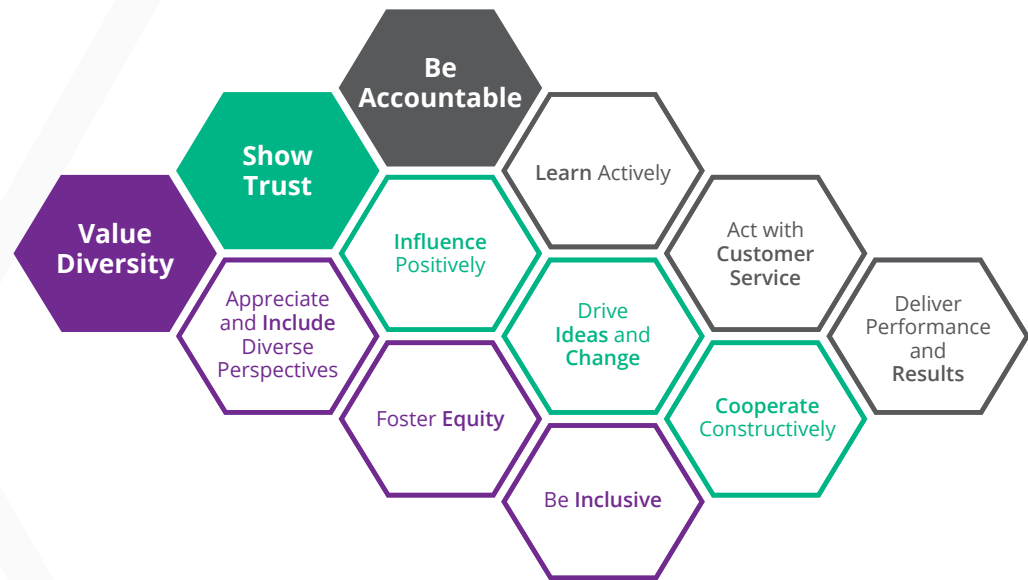 Be
Accountable
Show
Trust
Value
Diversity
Learn Actively
Influence
Positively
Appreciate
and Include
Diverse
Perspectives
Act with
Customer
Service
Drive
Ideas and
Change
Foster Equity
Deliver
Performance
and
Results
Cooperate
Constructively
Be Inclusive